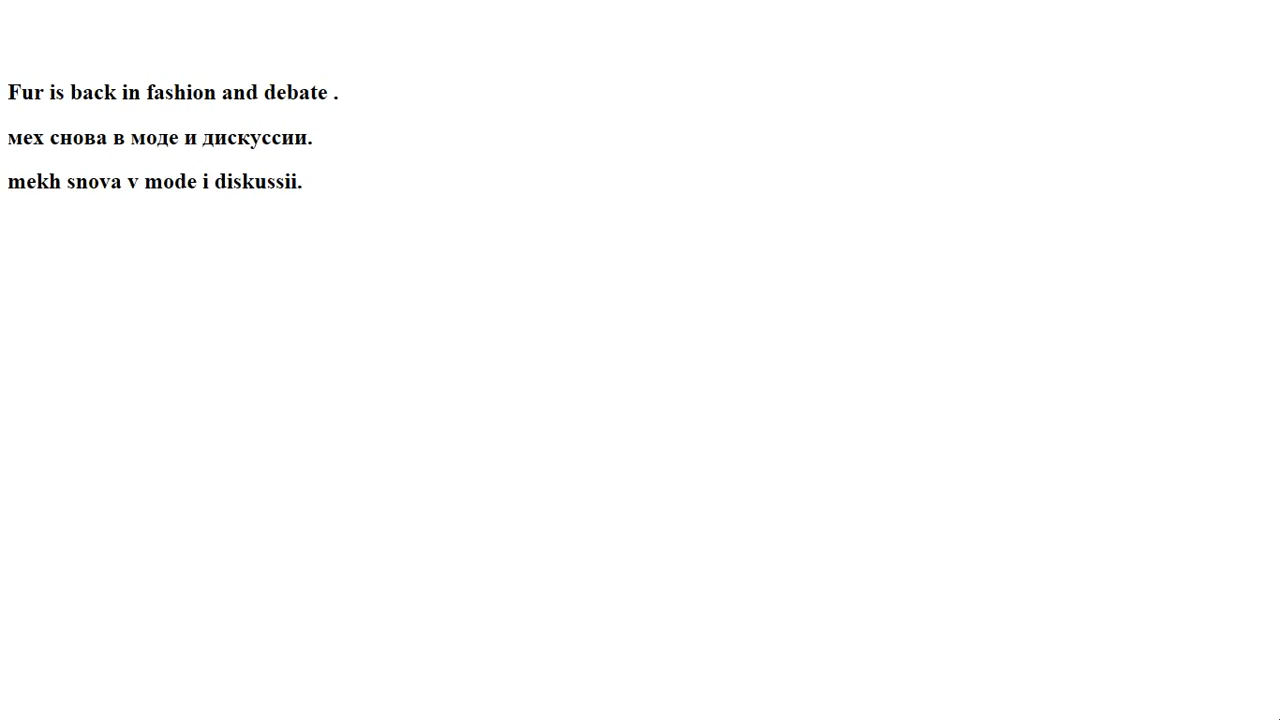 Fur is back in fashion and debate .
мех снова в моде и дискуссии.
mekh snova v mode i diskussii.